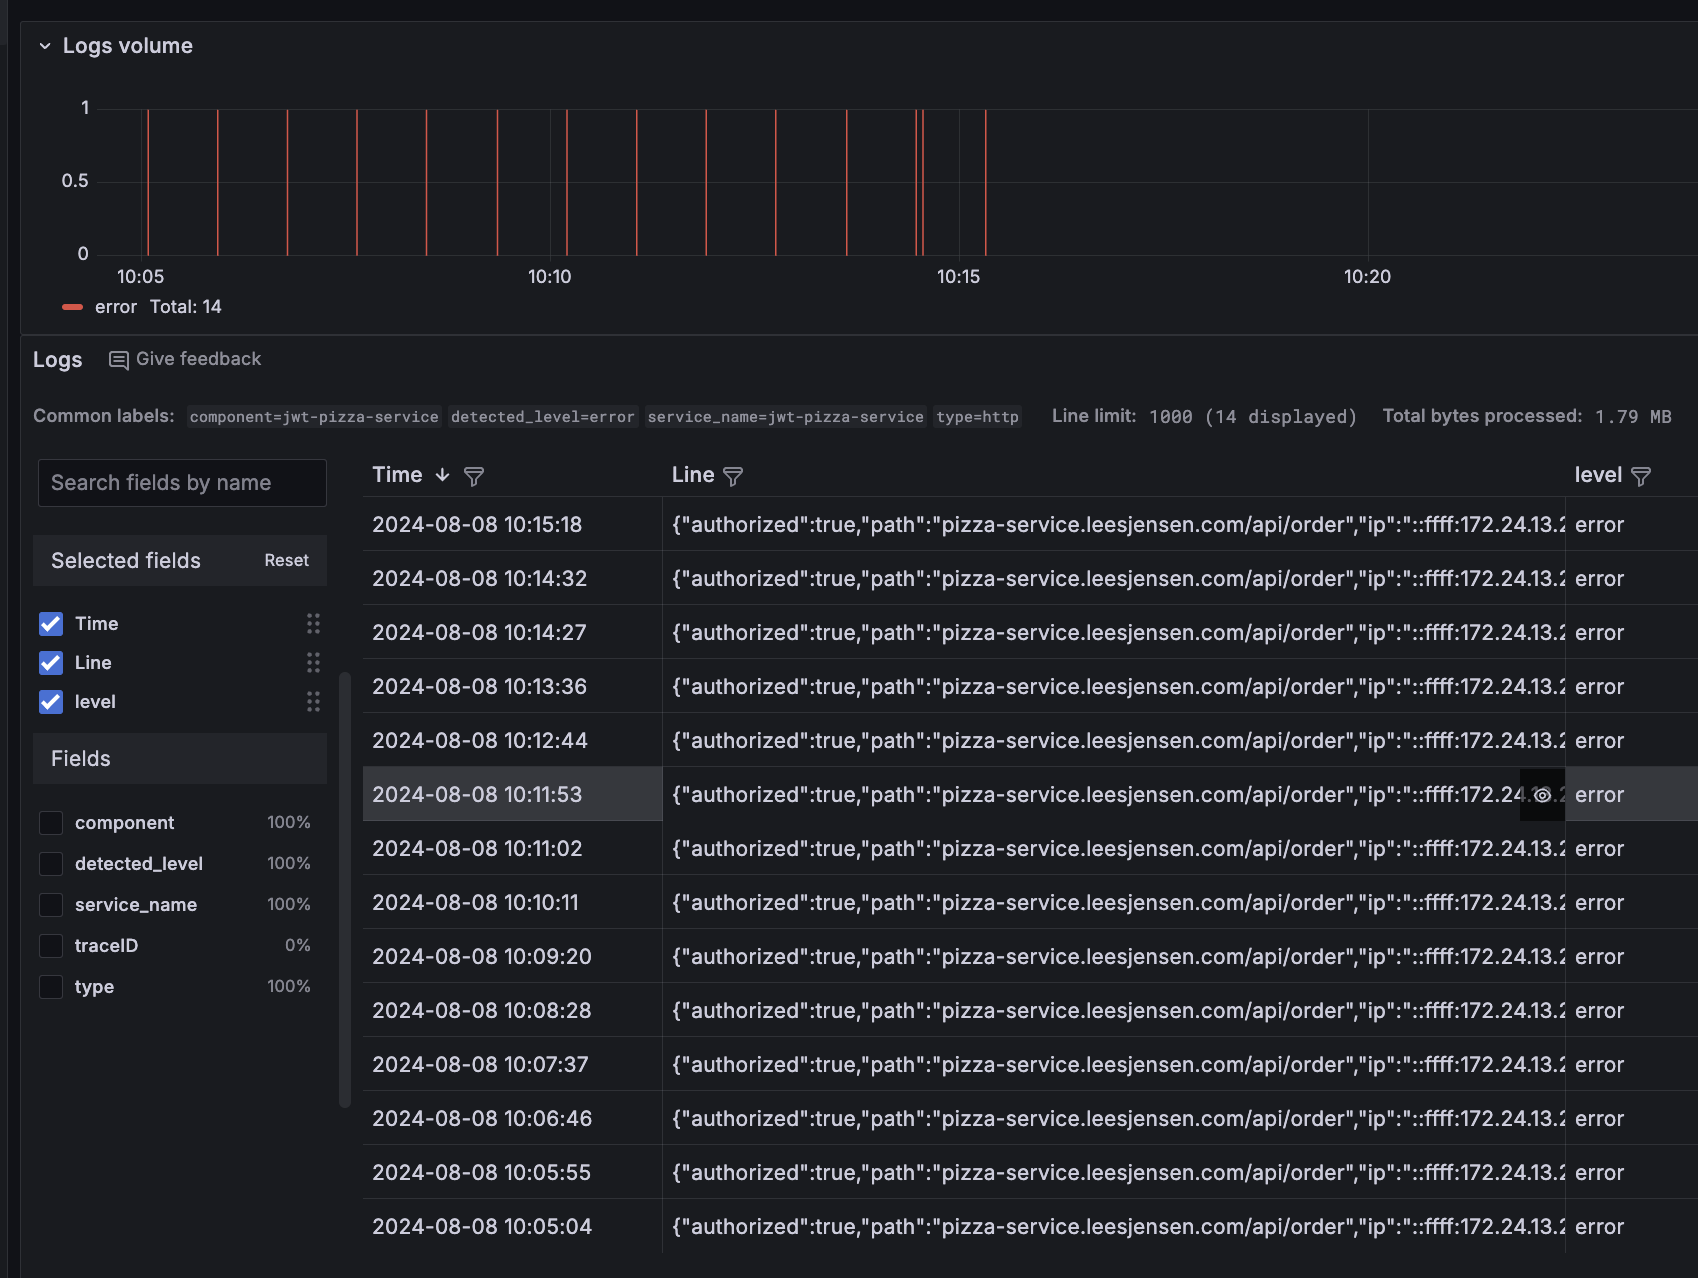 Logs volume
1
0.5
0
10:05 10:10 10:15 10:20
error Total: 14
Logs Give feedback
Common labels: component=jwt-pizza-service detected_level=error service_name=jwt-pizza-service type=http Line limit: 1000 (14 displayed) Total bytes processed: 1.79 MB
Search fields by name
Selected fields Reset
Time
Line
level
Fields
component 100%
detected_level 100%
service_name 100%
traceID 0%
type 100%
Time Line level
2024-08-08 10:15:18 {"authorized":true,"path":"pizza-service.leesjensen.com/api/order","ip":"::ffff:172.24.13.2 error
2024-08-08 10:14:32 {"authorized":true,"path":"pizza-service.leesjensen.com/api/order","ip":"::ffff:172.24.13.2 error
2024-08-08 10:14:27 {"authorized":true,"path":"pizza-service.leesjensen.com/api/order","ip":"::ffff:172.24.13.2 error
2024-08-08 10:13:36 {"authorized":true,"path":"pizza-service.leesjensen.com/api/order","ip":"::ffff:172.24.13.2 error
2024-08-08 10:12:44 {"authorized":true,"path":"pizza-service.leesjensen.com/api/order","ip":"::ffff:172.24.13.2 error
2024-08-08 10:11:53 {"authorized":true,"path":"pizza-service.leesjensen.com/api/order","ip":"::ffff:172.24 error
2024-08-08 10:11:02 {"authorized":true,"path":"pizza-service.leesjensen.com/api/order","ip":"::ffff:172.24.13.2 error
2024-08-08 10:10:11 {"authorized":true,"path":"pizza-service.leesjensen.com/api/order","ip":"::ffff:172.24.13.2 error
2024-08-08 10:09:20 {"authorized":true,"path":"pizza-service.leesjensen.com/api/order","ip":"::ffff:172.24.13.2 error
2024-08-08 10:08:28 {"authorized":true,"path":"pizza-service.leesjensen.com/api/order","ip":"::ffff:172.24.13.2 error
2024-08-08 10:07:37 {"authorized":true,"path":"pizza-service.leesjensen.com/api/order","ip":"::ffff:172.24.13.2 error
2024-08-08 10:06:46 {"authorized":true,"path":"pizza-service.leesjensen.com/api/order","ip":"::ffff:172.24.13.2 error
2024-08-08 10:05:55 {"authorized":true,"path":"pizza-service.leesjensen.com/api/order","ip":"::ffff:172.24.13.2 error
2024-08-08 10:05:04 {"authorized":true,"path":"pizza-service.leesjensen.com/api/order","ip":"::ffff:172.24.13.2 error